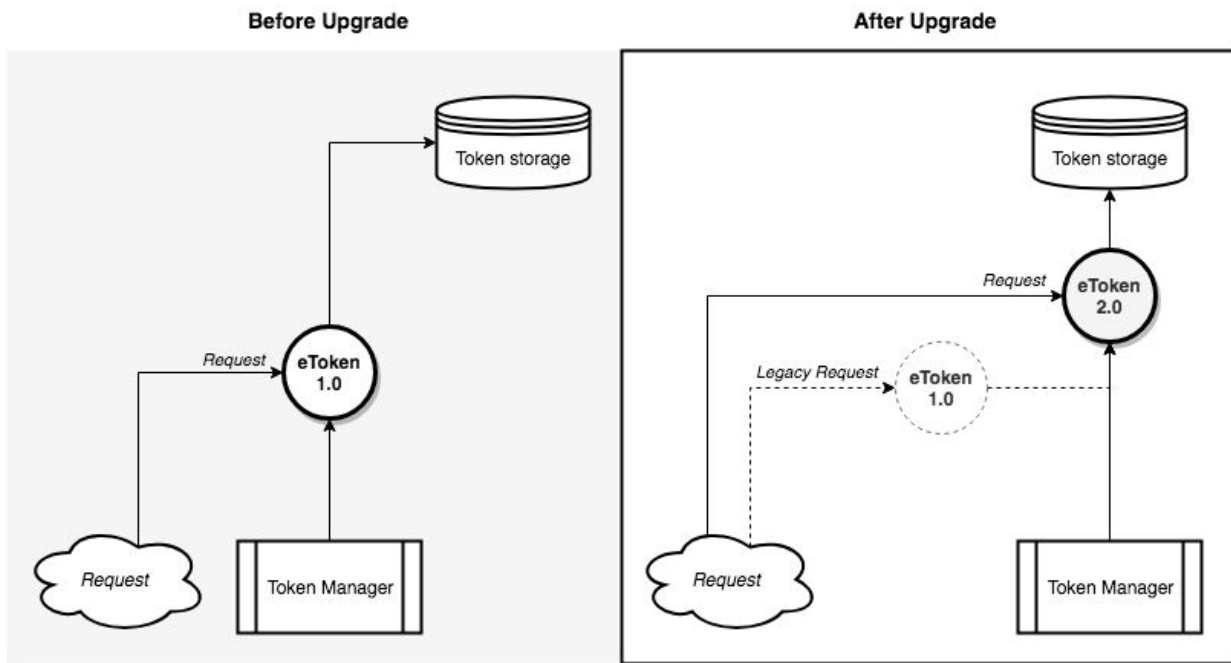 Before Upgrade
Token storage
Request
eToken
1.0
Request
Token Manager
After Upgrade
Token storage
Request
eToken
2.0
Legacy Request
eToken
1.0
Request
Token Manager